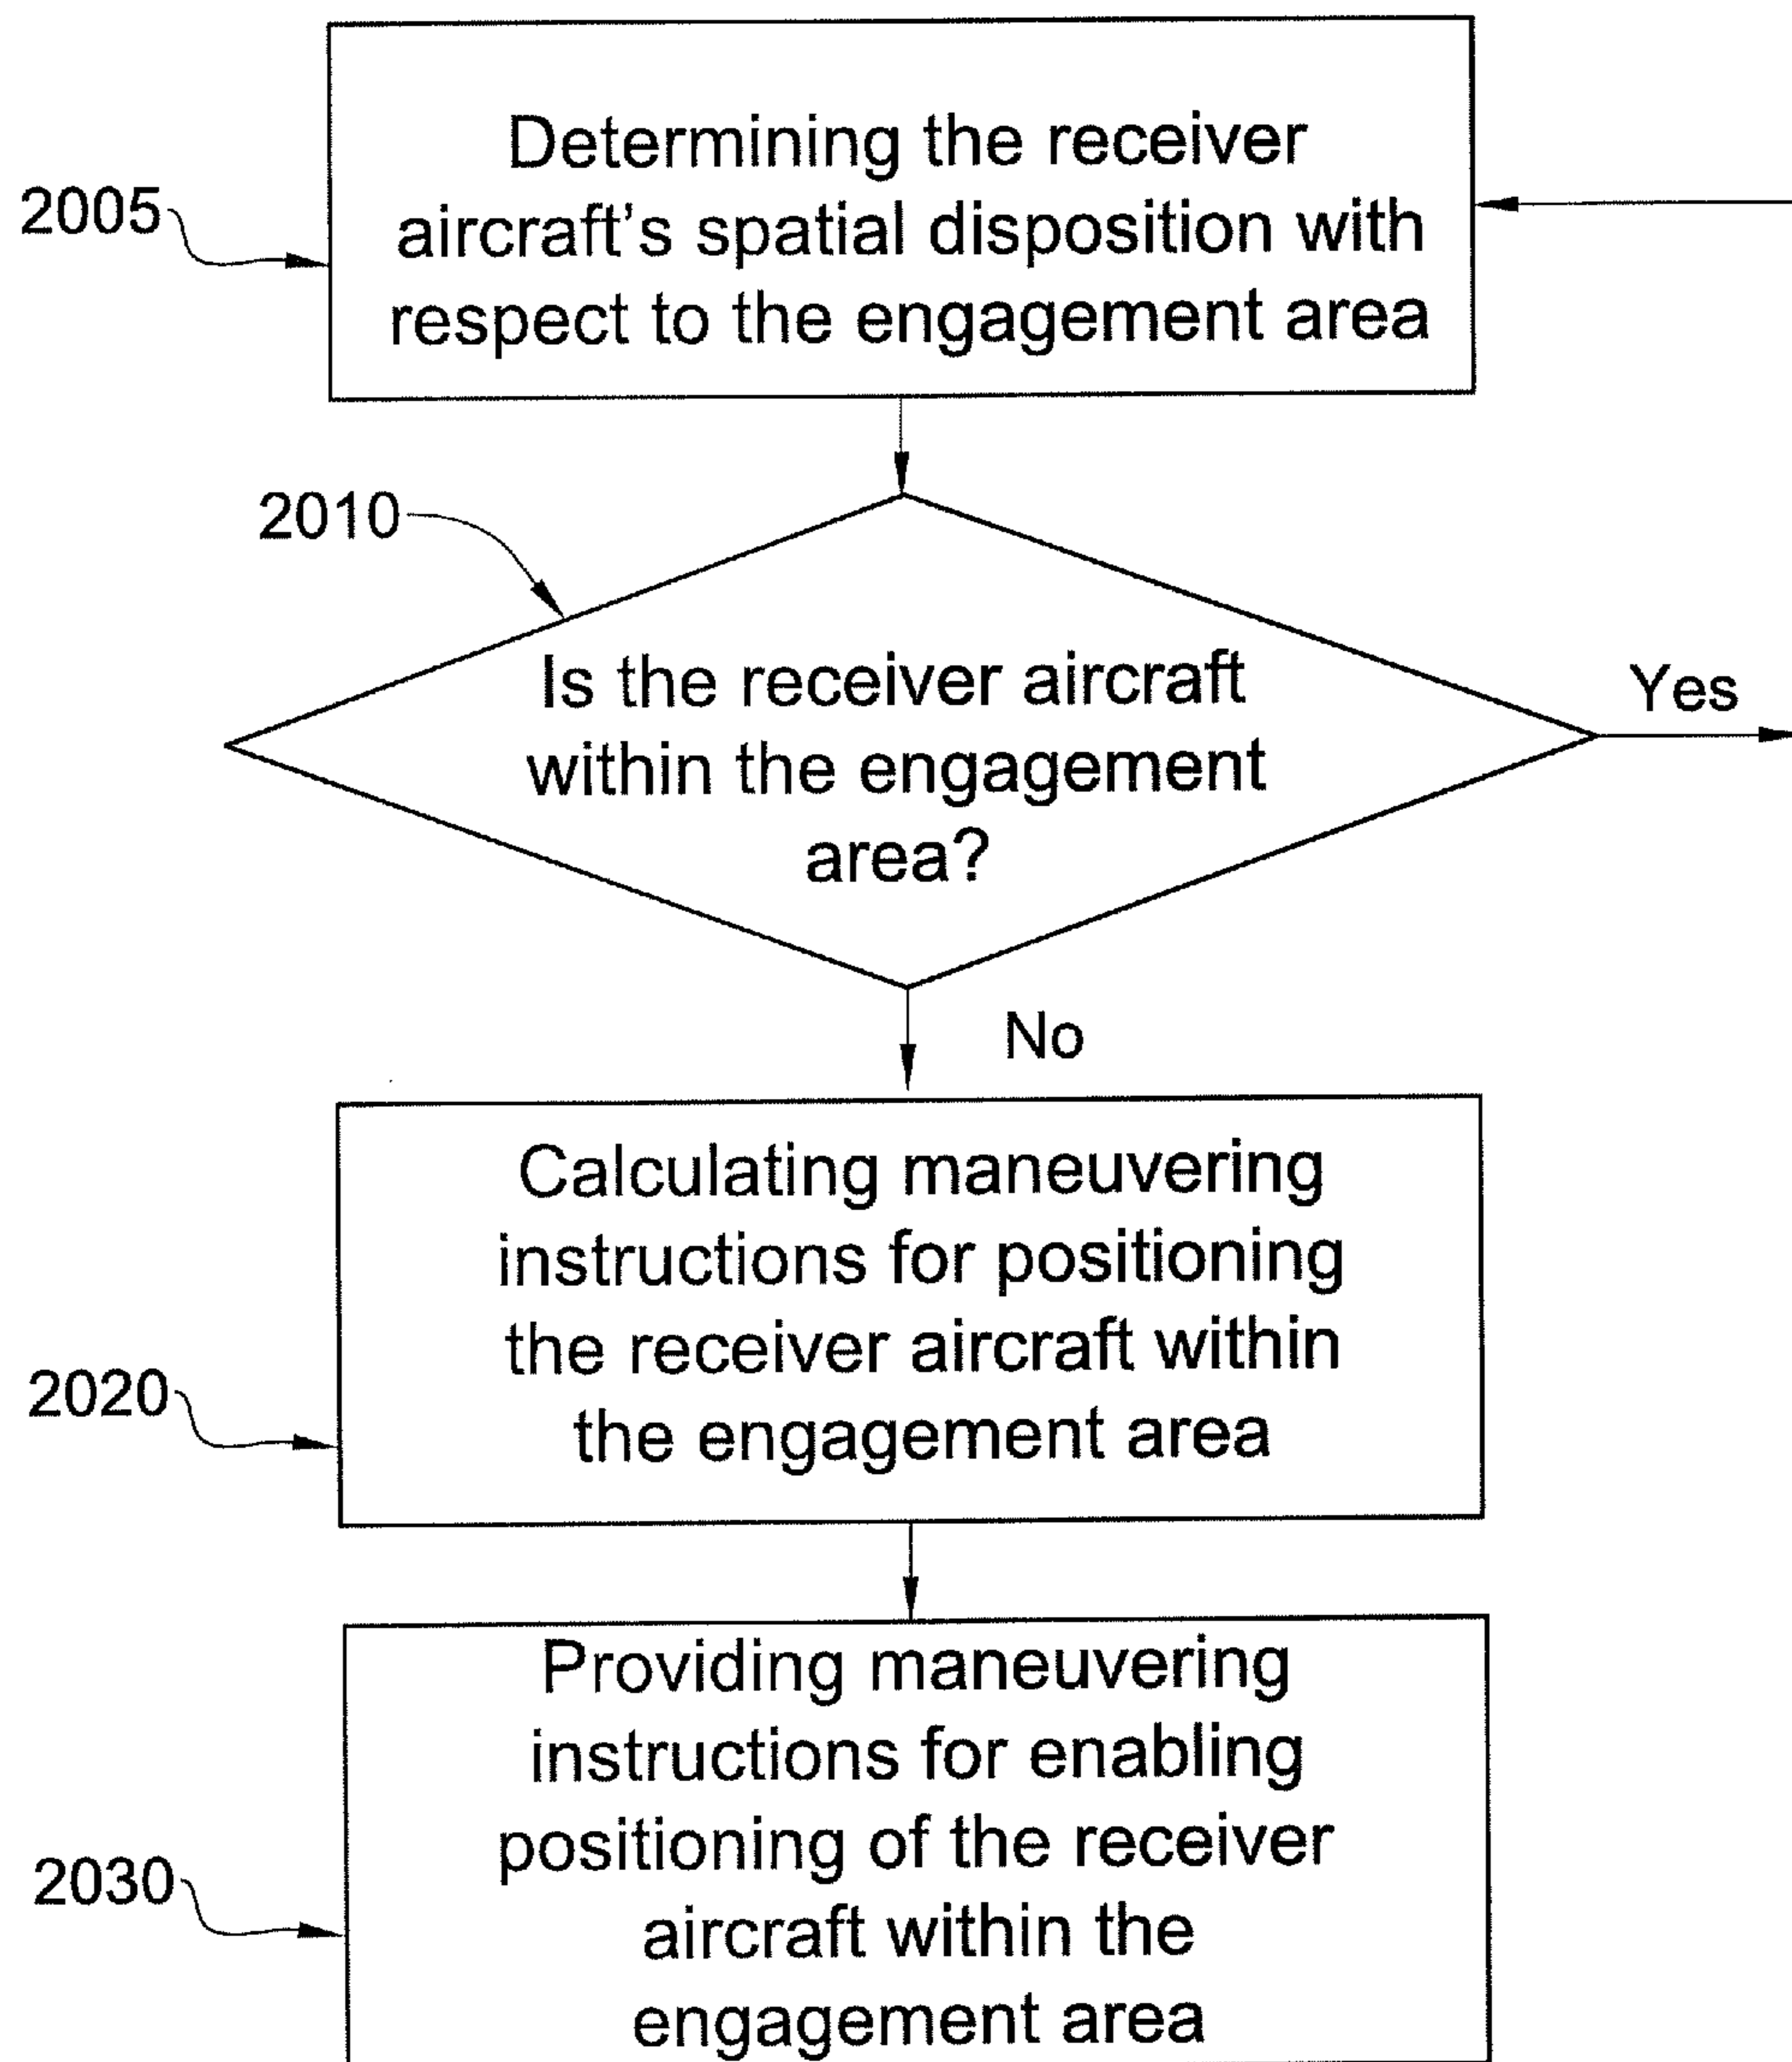 Determining the receiver
aircraft's spatial disposition with
respect to the engagement area
2005
2010
Is the receiver aircraft
within the engagement
area?
Yes
No
Calculating maneuvering
instructions for positioning
the receiver aircraft within
the engagement area
2020
Providing maneuvering
instructions for enabling
positioning of the receiver
aircraft within the
engagement area
2030